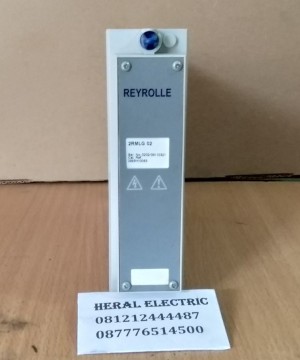 REYROLLE
2RMLG 02
HERAL ELECTRIC
081212444487
087776514500